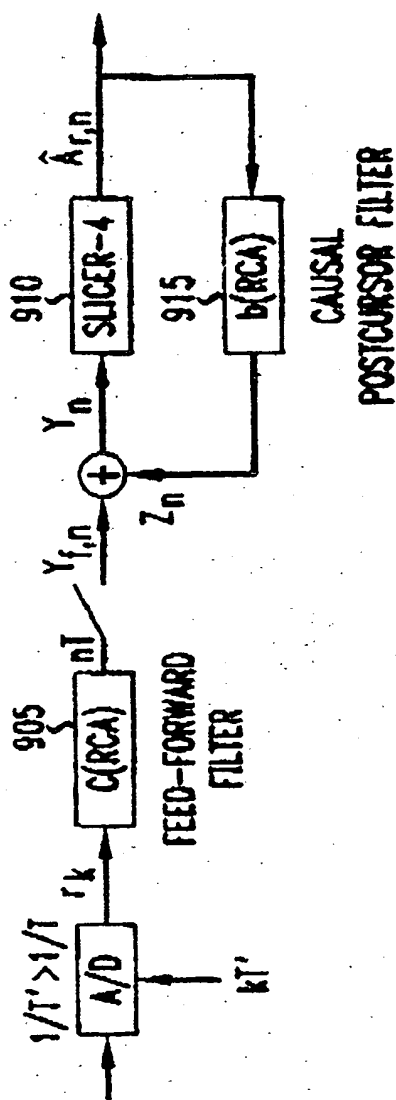 1/T' > 1/T
A/D
kT'
r_k
905
C(RCA)
FEED-FORWARD
FILTER
nT
Y_f,n
+
Z_n
Y_n
910
SLICER-4
Â_r,n
915
b(RCA)
CAUSAL
POSTCURSOR FILTER